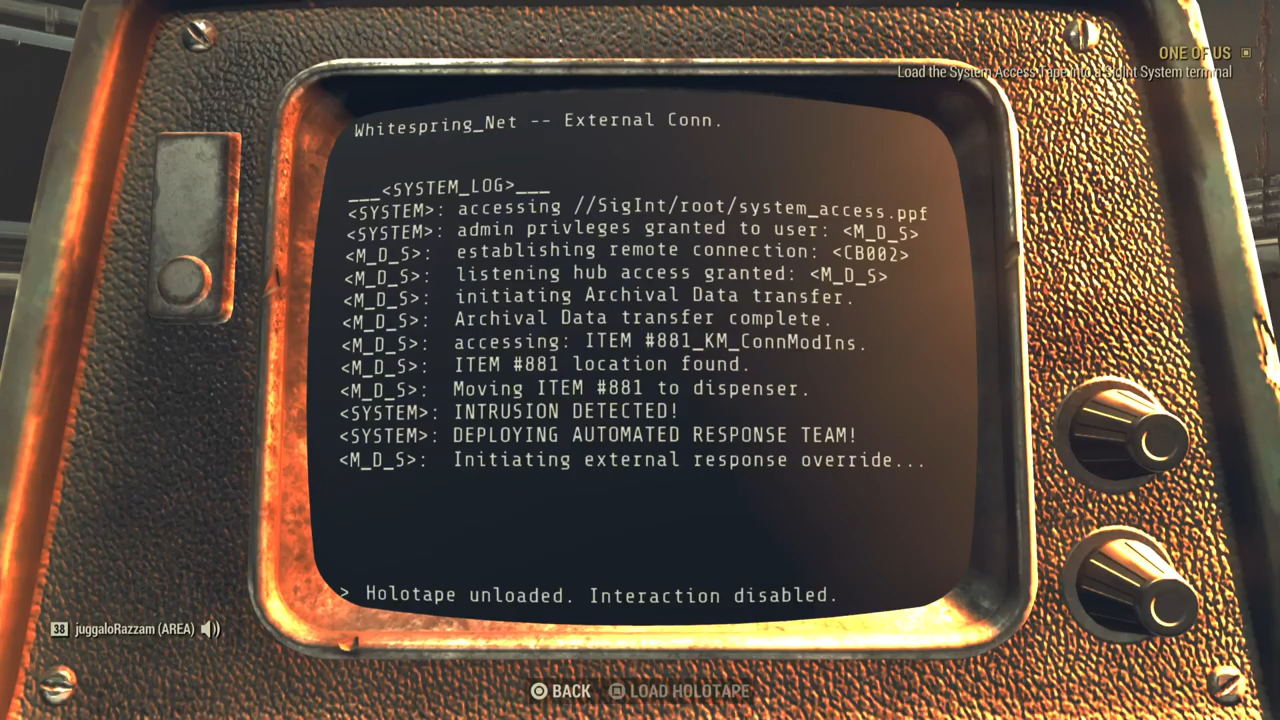 ONE OF US
Load the System Access Tape into a SigInt System terminal
Whitespring_Net -- External Conn.
___<SYSTEM_LOG>___
<SYSTEM>: accessing //SigInt/root/system_access.ppf
<SYSTEM>: admin privleges granted to user: <M_D_S>
<M_D_S>: establishing remote connection: <CB002>
<M_D_S>: listening hub access granted: <M_D_S>
<M_D_S>: initiating Archival Data transfer.
<M_D_S>: Archival Data transfer complete.
<M_D_S>: accessing: ITEM #881_KM_ConnModIns.
<M_D_S>: ITEM #881 location found.
<M_D_S>: Moving ITEM #881 to dispenser.
<SYSTEM>: INTRUSION DETECTED!
<SYSTEM>: DEPLOYING AUTOMATED RESPONSE TEAM!
<M_D_S>: Initiating external response override...
> Holotape unloaded. Interaction disabled.
38 juggaloRazzam (AREA)
BACK LOAD HOLOTAPE